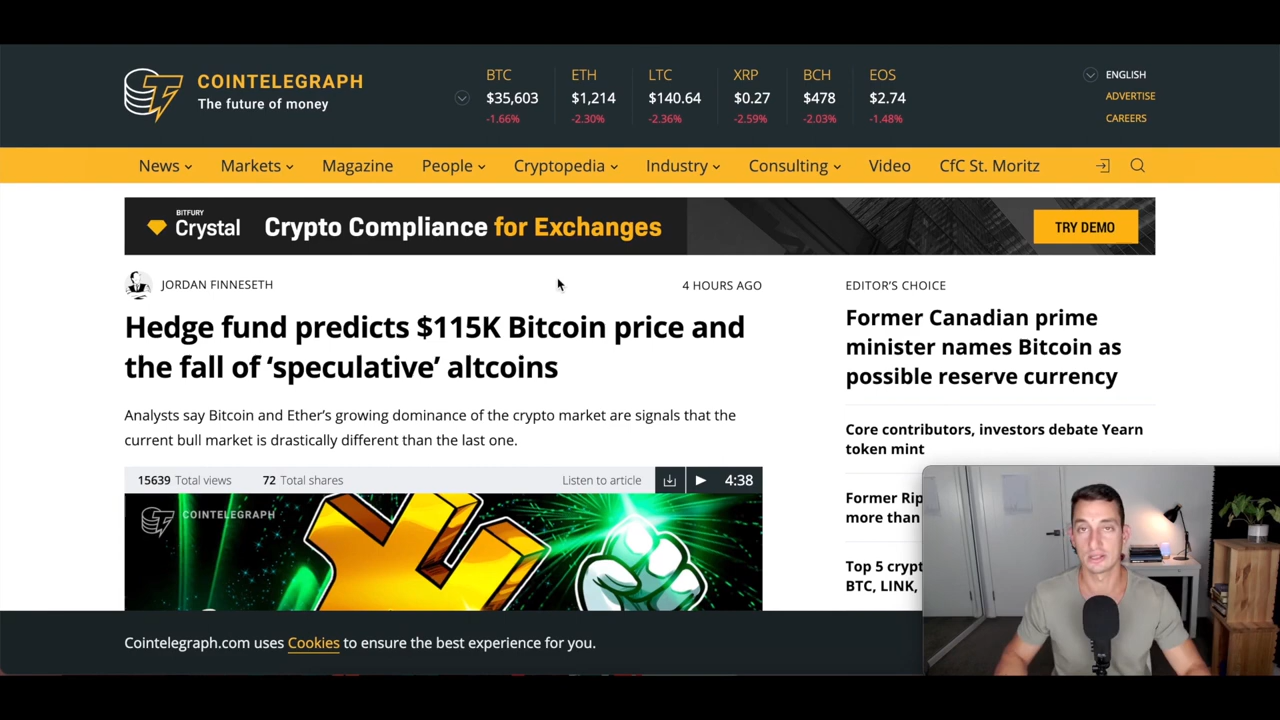 COINTELEGRAPH
The future of money
BTC
$35,603
-1.66%
ETH
$1,214
-2.30%
LTC
$140.64
-2.36%
XRP
$0.27
-2.59%
BCH
$478
-2.03%
EOS
$2.74
-1.48%
ENGLISH
ADVERTISE
CAREERS
News
Markets
Magazine
People
Cryptopedia
Industry
Consulting
Video
CfC St. Moritz
BITFURY
Crystal
Crypto Compliance for Exchanges
TRY DEMO
JORDAN FINNESETH
4 HOURS AGO
Hedge fund predicts $115K Bitcoin price and
the fall of ‘speculative’ altcoins
Analysts say Bitcoin and Ether’s growing dominance of the crypto market are signals that the
current bull market is drastically different than the last one.
15639 Total views
72 Total shares
Listen to article
4:38
COINTELEGRAPH
EDITOR’S CHOICE
Former Canadian prime
minister names Bitcoin as
possible reserve currency
Core contributors, investors debate Yearn
token mint
Former Rip
more than
Top 5 crypt
BTC, LINK,
Cointelegraph.com uses Cookies to ensure the best experience for you.